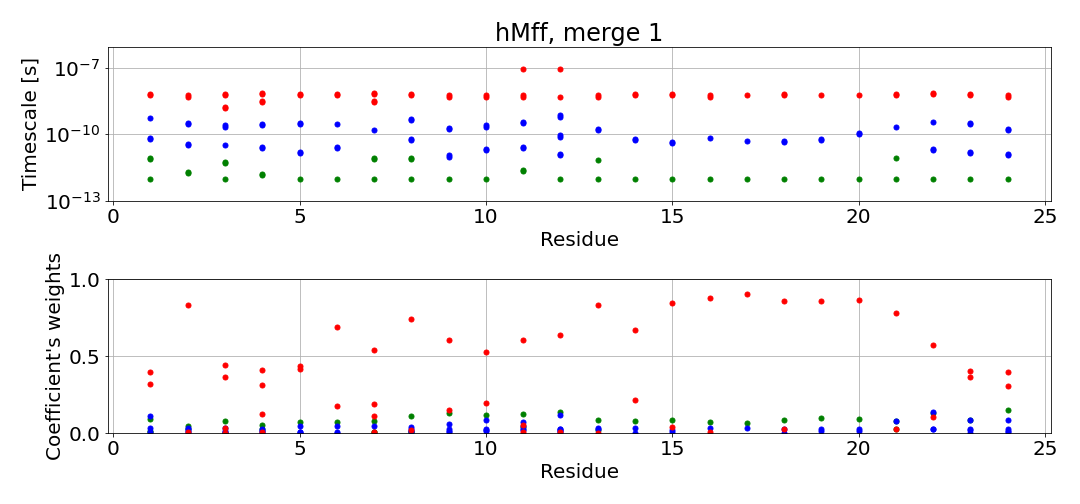 hMff, merge 1
Timescale [s]
10^-7
10^-10
10^-13
0 5 10 15 20 25
Residue
Coefficient's weights
1.0
0.5
0.0
0 5 10 15 20 25
Residue